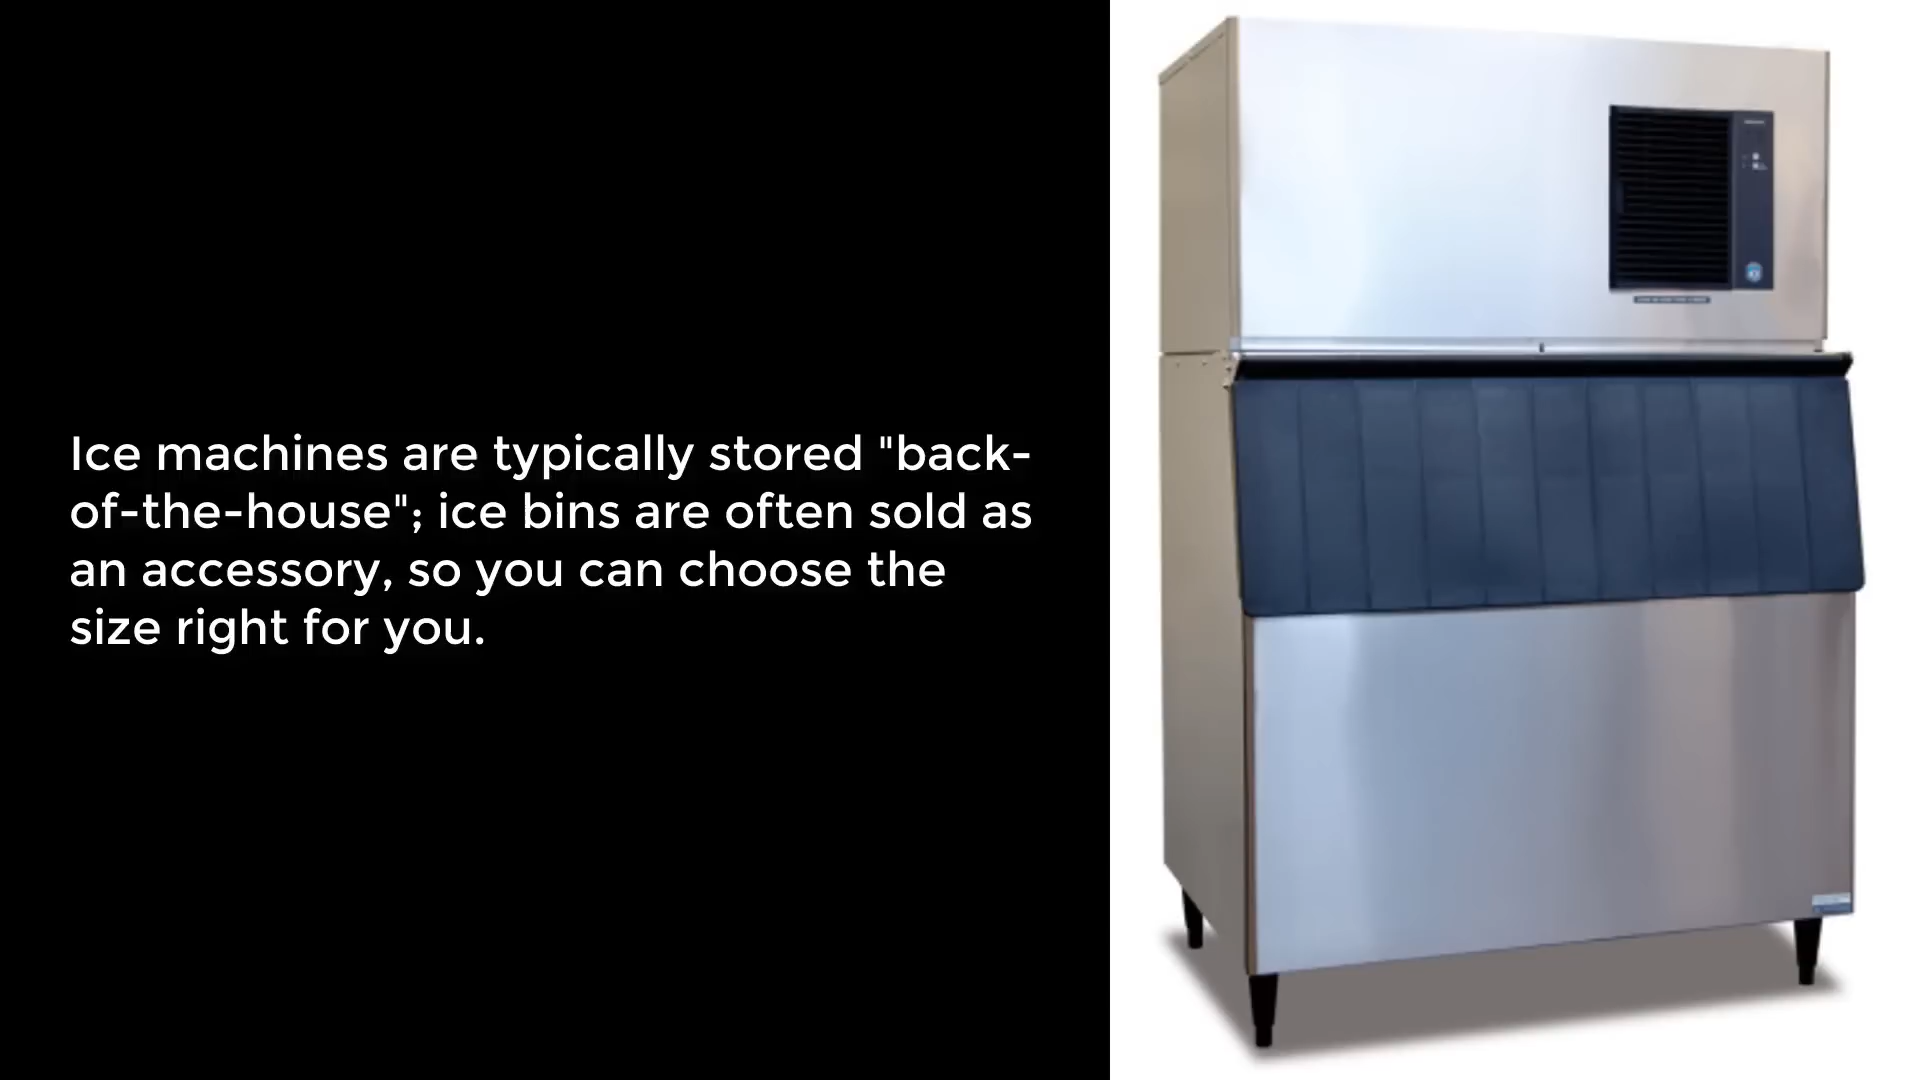 Ice machines are typically stored "back-
of-the-house"; ice bins are often sold as
an accessory, so you can choose the
size right for you.